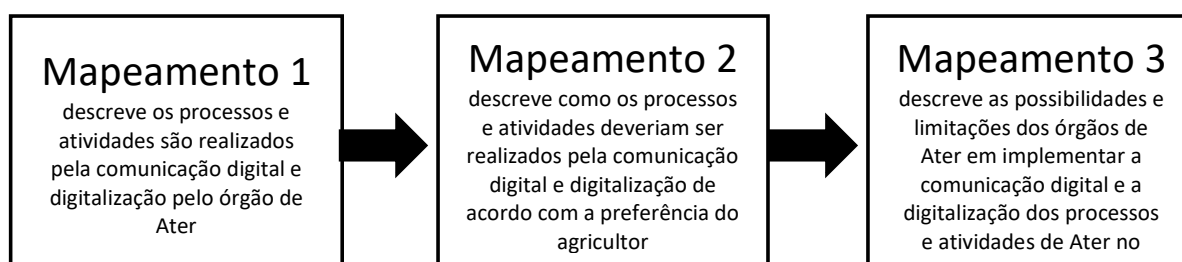 Mapeamento 1
descreve os processos e
atividades são realizados
pela comunicação digital e
digitalização pelo órgão de
Ater
Mapeamento 2
descreve como os processos
e atividades deveriam ser
realizados pela comunicação
digital e digitalização de
acordo com a preferência do
agricultor
Mapeamento 3
descreve as possibilidades e
limitações dos órgãos de
Ater em implementar a
comunicação digital e a
digitalização dos processos
e atividades de Ater no